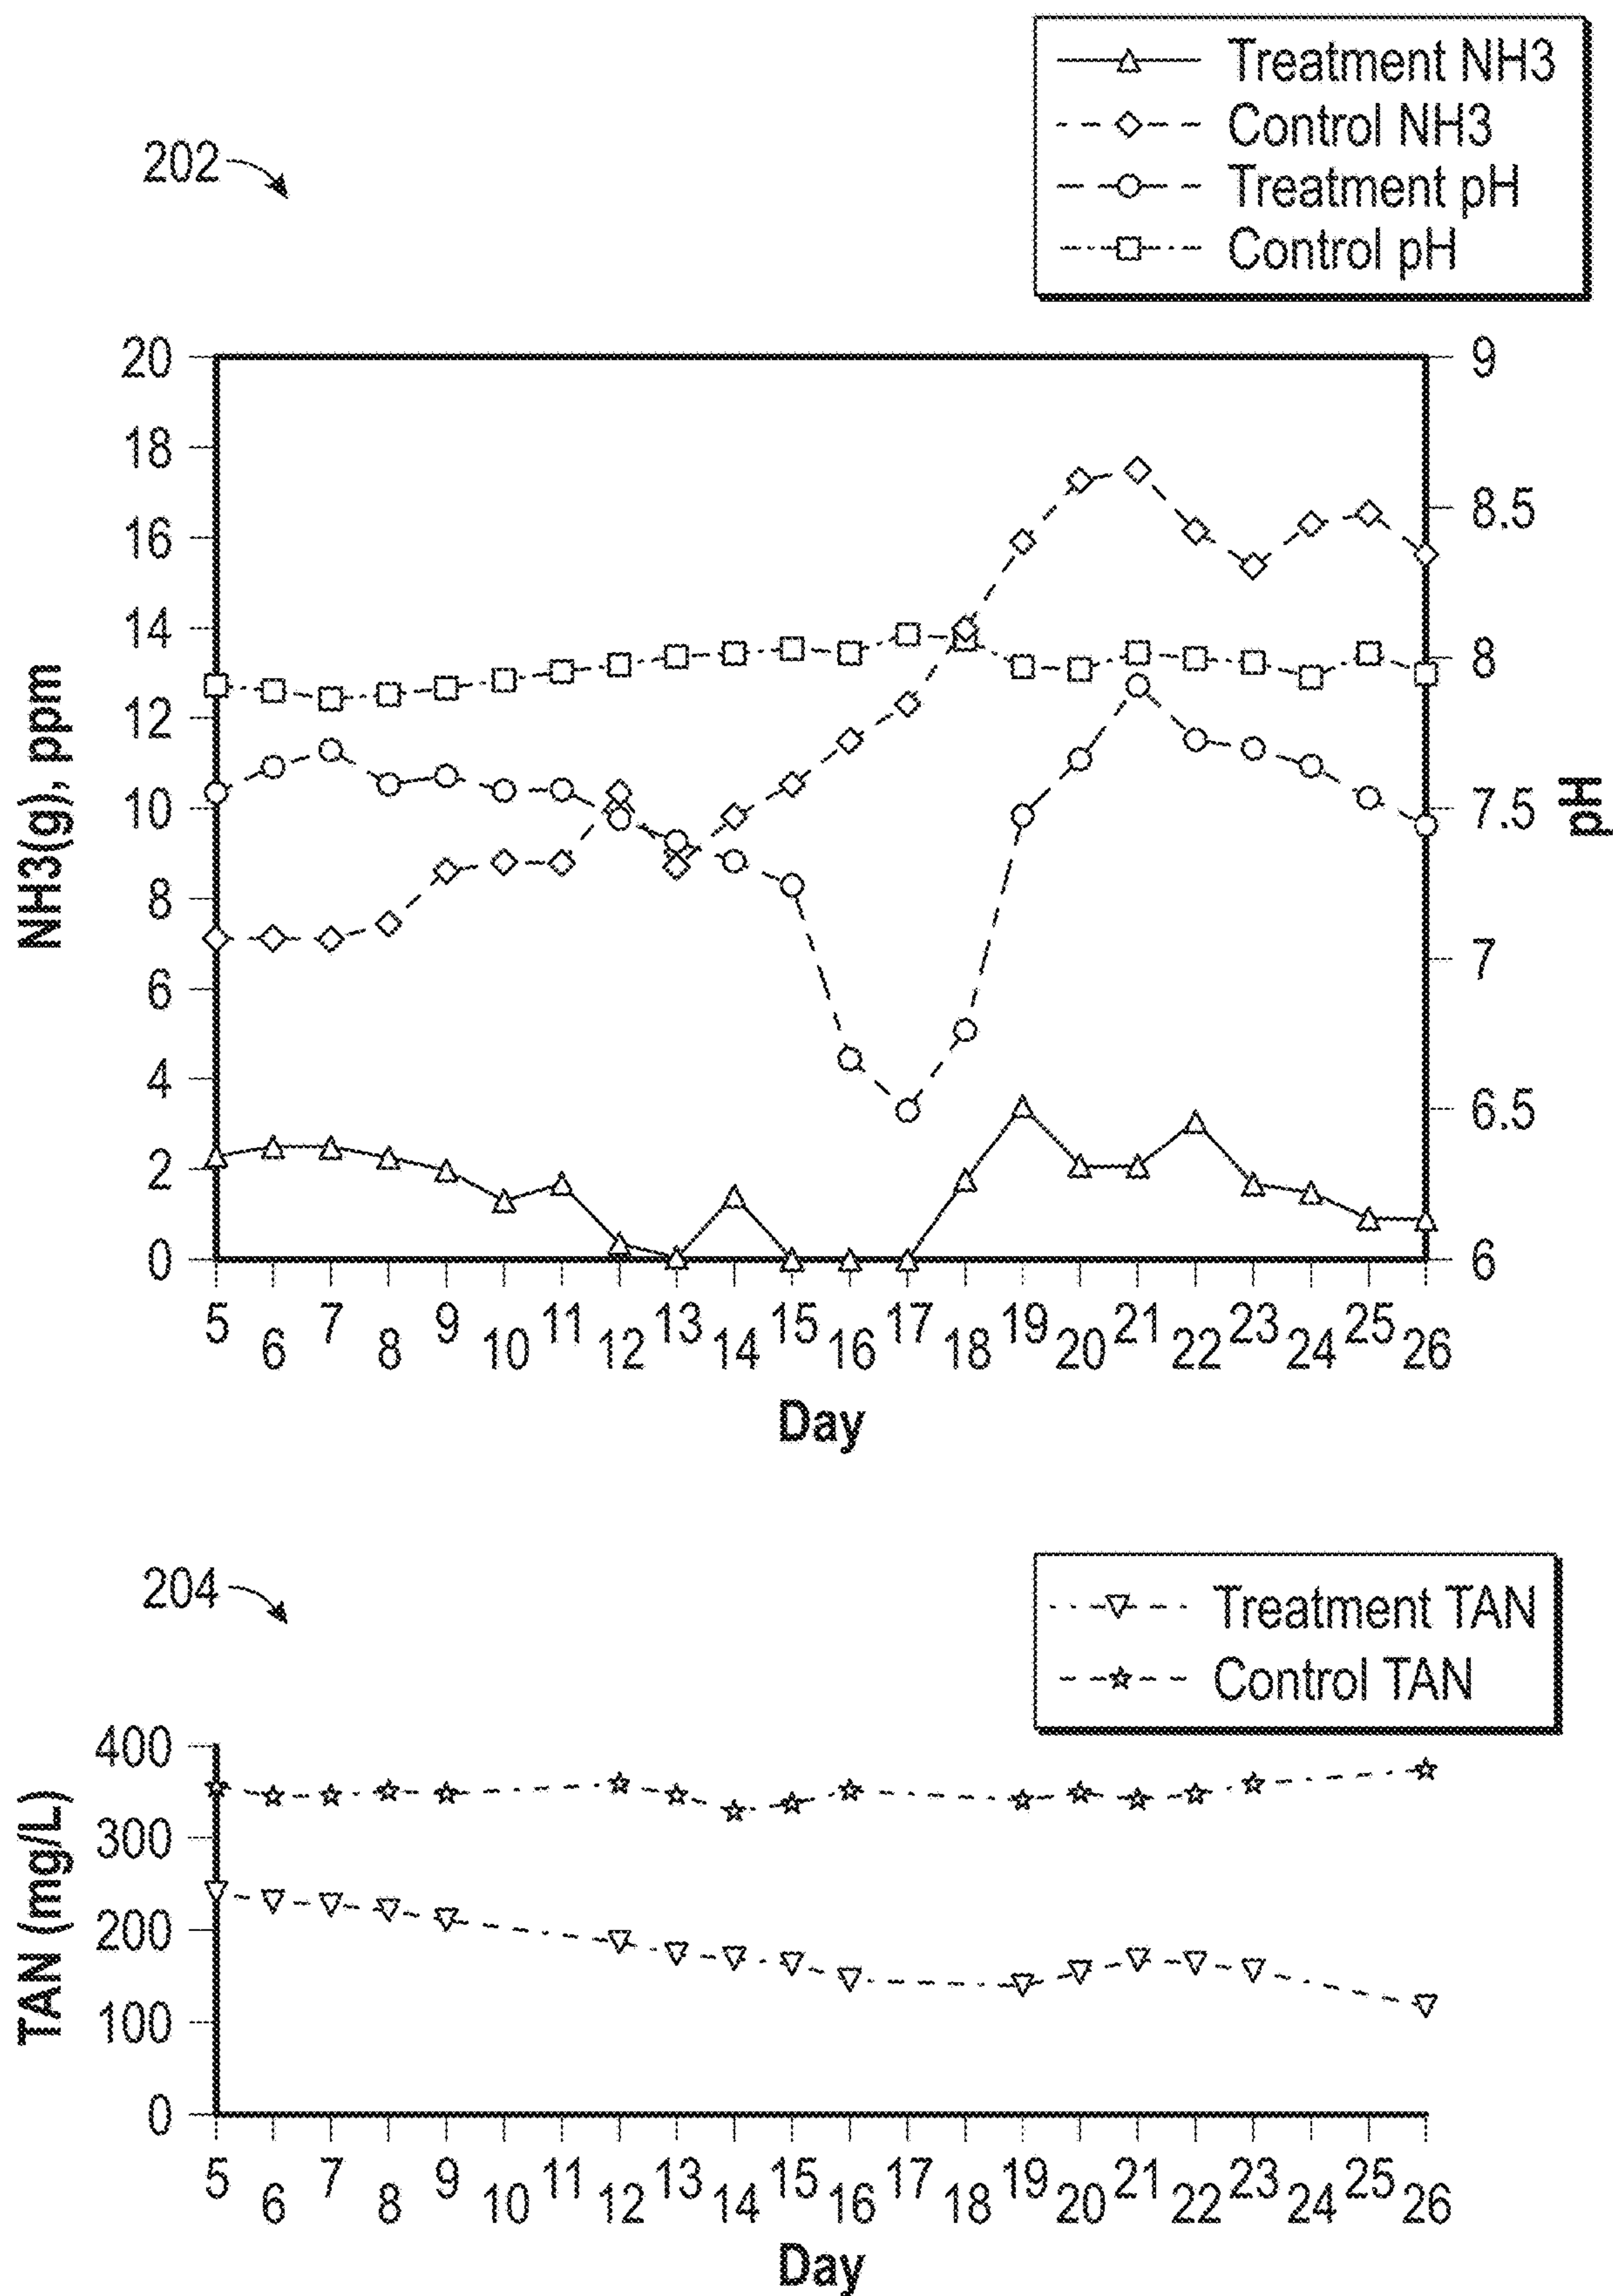 Treatment NH3
Control NH3
Treatment pH
Control pH
202
20
18
16
14
12
10
8
6
4
2
0
NH3(g), ppm
9
8.5
8
7.5
7
6.5
6
pH
5 6 7 8 9 10 11 12 13 14 15 16 17 18 19 20 21 22 23 24 25 26
Day
204
Treatment TAN
Control TAN
400
300
200
100
0
TAN (mg/L)
5 6 7 8 9 10 11 12 13 14 15 16 17 18 19 20 21 22 23 24 25 26
Day